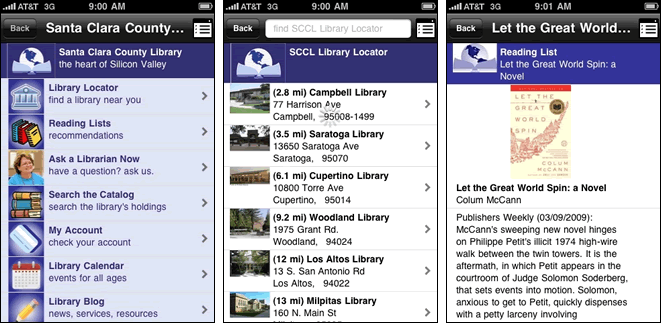 AT&T 3G 9:00 AM
Back Santa Clara County...
Santa Clara County Library
the heart of Silicon Valley
Library Locator
find a library near you
Reading Lists
recommendations
Ask a Librarian Now
have a question? ask us.
Search the Catalog
search the library's holdings
My Account
check your account
Library Calendar
events for all ages
Library Blog
news, services, resources
AT&T 3G 9:00 AM
Back find SCCL Library Locator
SCCL Library Locator
(2.8 mi) Campbell Library
77 Harrison Ave
Campbell, 95008-1499
(3.5 mi) Saratoga Library
13650 Saratoga Ave
Saratoga, 95070
(6.1 mi) Cupertino Library
10800 Torre Ave
Cupertino, 95014
(9.2 mi) Woodland Library
1975 Grant Rd.
Woodland, 94024
(12 mi) Los Altos Library
13 S. San Antonio Rd
Los Altos, 94022
(13 mi) Milpitas Library
160 N. Main St
AT&T 3G 9:01 AM
Back Let the Great World...
Reading List
Let the Great World Spin: a
Novel
LET THE
GREAT
WORLD
SPIN
COLUM
McCANN
Let the Great World Spin: a Novel
Colum McCann
Publishers Weekly (03/09/2009):
McCann's sweeping new novel hinges
on Philippe Petit's illicit 1974 high-wire
walk between the twin towers. It is the
aftermath, in which Petit appears in the
courtroom of Judge Solomon Soderberg,
that sets events into motion. Solomon,
anxious to get to Petit, quickly dispenses
with a petty larceny involving